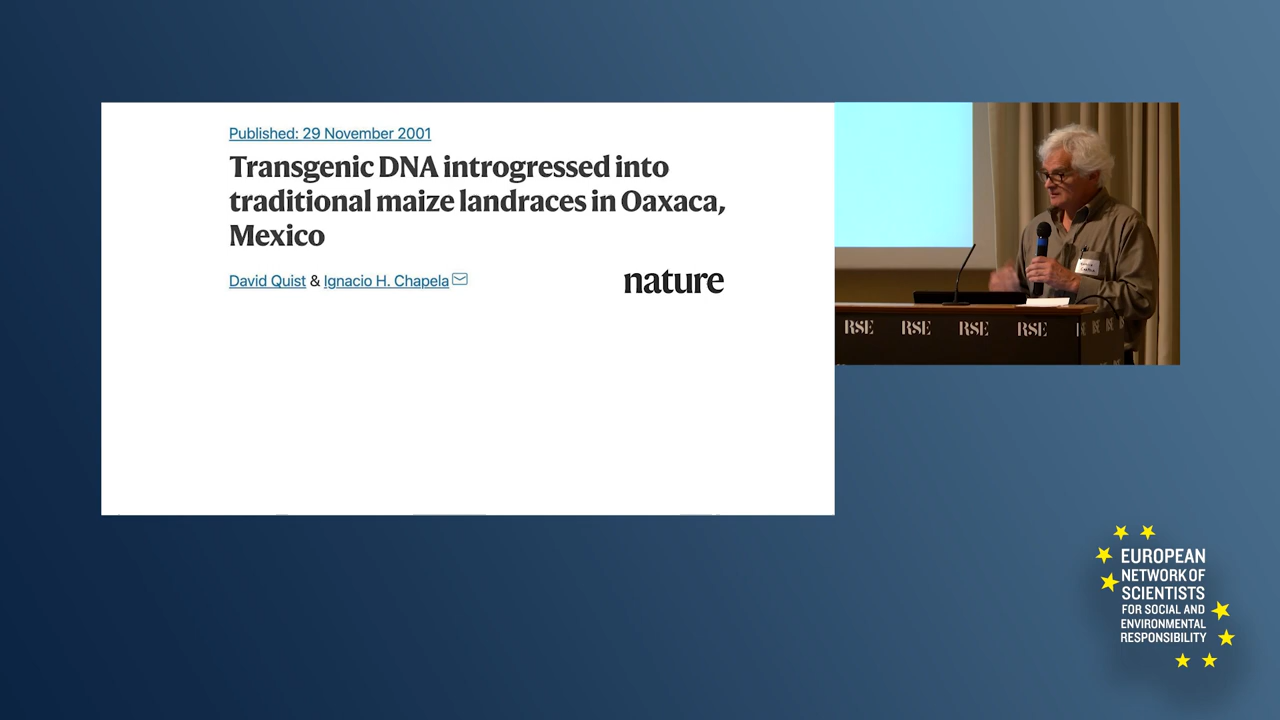 Published: 29 November 2001
Transgenic DNA introgressed into
traditional maize landraces in Oaxaca,
Mexico
David Quist & Ignacio H. Chapela
nature
RSE RSE RSE RSE
EUROPEAN
NETWORK OF
SCIENTISTS
FOR SOCIAL AND
ENVIRONMENTAL
RESPONSIBILITY